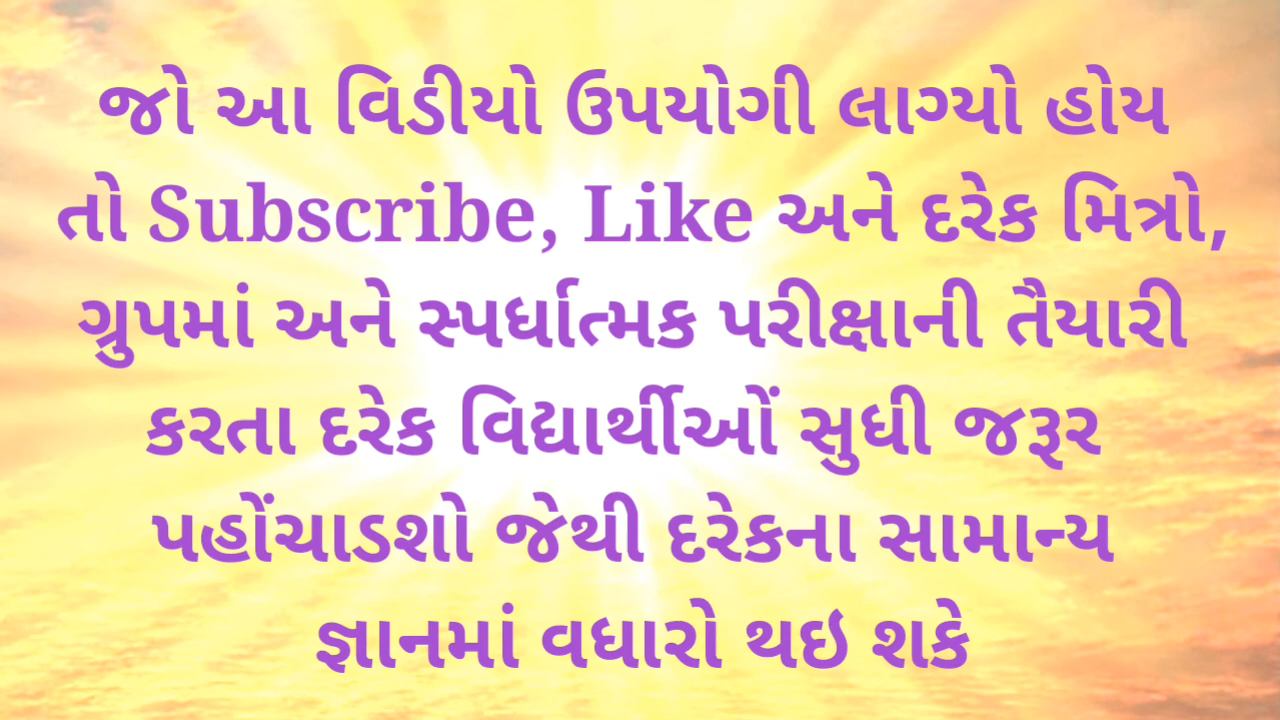 જો આ વિડીયો ઉપયોગી લાગ્યો હોય
તો Subscribe, Like અને દરેક મિત્રો,
ગ્રુપમાં અને સ્પર્ધાત્મક પરીક્ષાની તૈયારી
કરતા દરેક વિદ્યાર્થીઓં સુધી જરૂર
પહોંચાડશો જેથી દરેકના સામાન્ય
જ્ઞાનમાં વધારો થઇ શકે